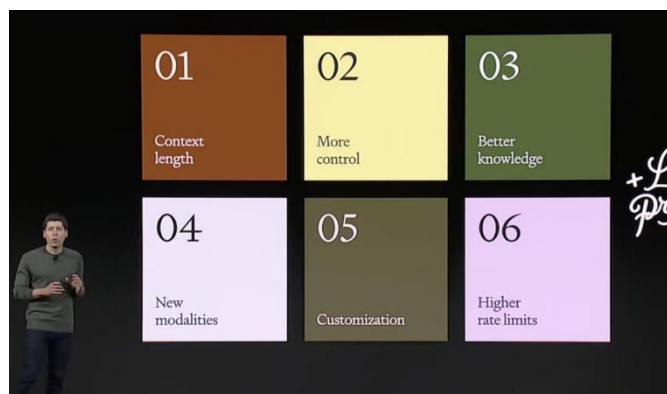 01
Context
length
02
More
control
03
Better
knowledge
04
New
modalities
05
Customization
06
Higher
rate limits
+